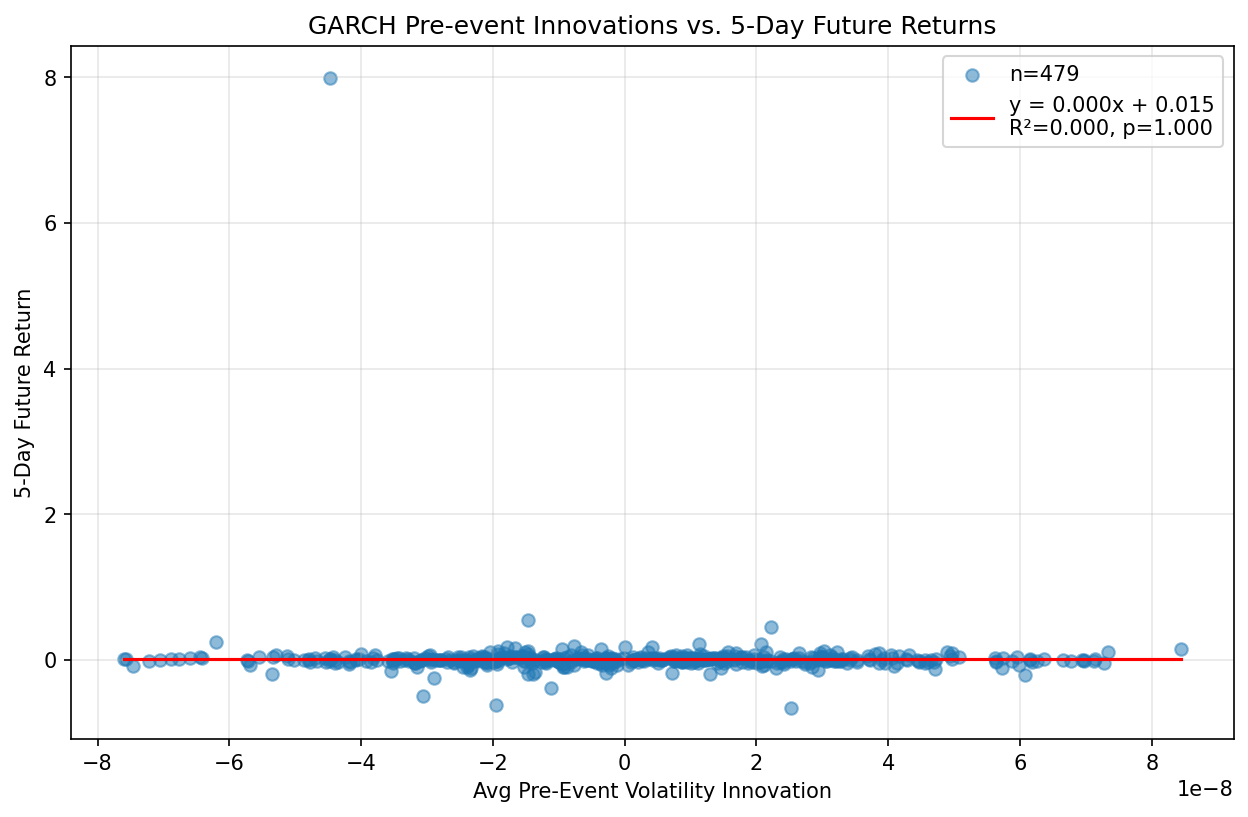 GARCH Pre-event Innovations vs. 5-Day Future Returns
n=479
y = 0.000x + 0.015
R²=0.000, p=1.000
5-Day Future Return
8
6
4
2
0
−8 −6 −4 −2 0 2 4 6 8
1e−8
Avg Pre-Event Volatility Innovation